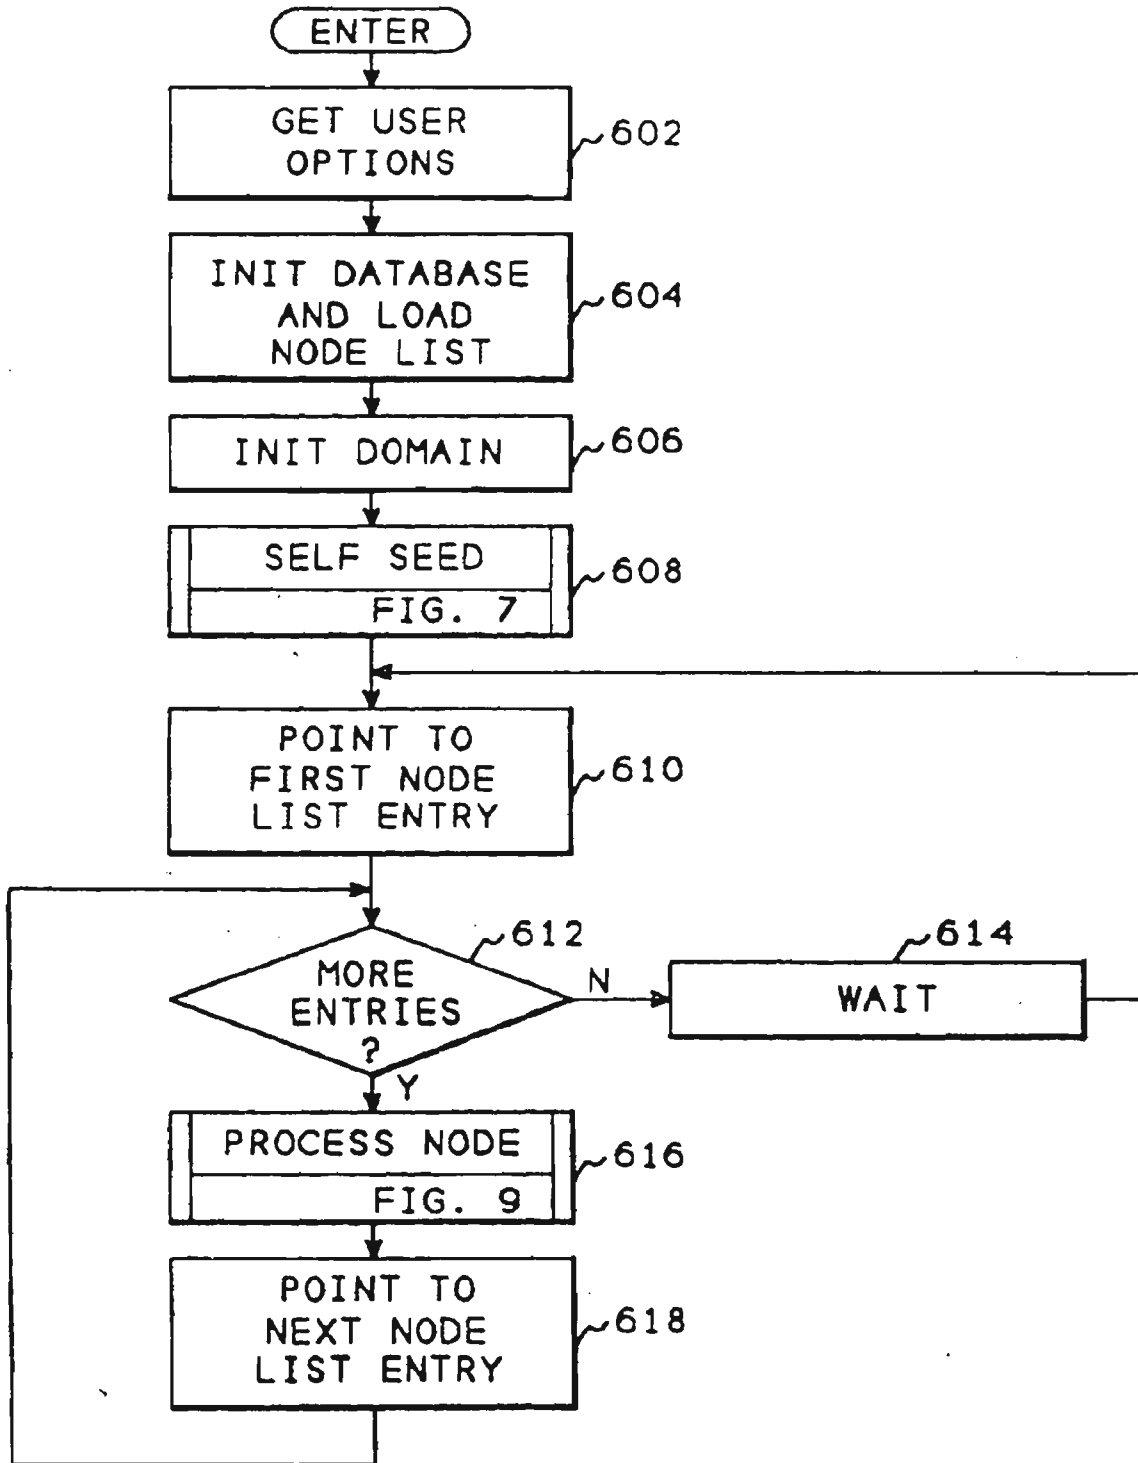 ENTER
GET USER
OPTIONS
602
INIT DATABASE
AND LOAD
NODE LIST
604
INIT DOMAIN
606
SELF SEED
FIG. 7
608
POINT TO
FIRST NODE
LIST ENTRY
610
MORE
ENTRIES
?
612
N
WAIT
614
Y
PROCESS NODE
FIG. 9
616
POINT TO
NEXT NODE
LIST ENTRY
618